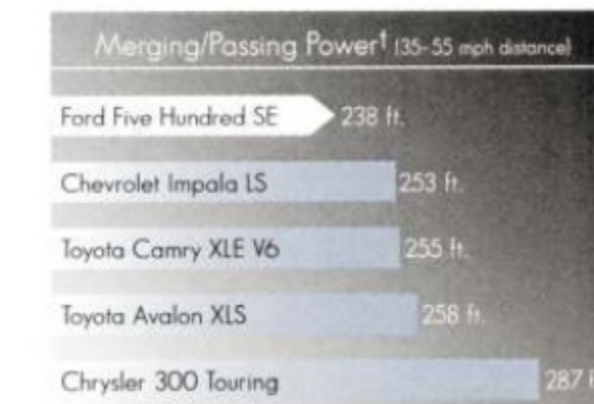 Merging/Passing Power† (35-55 mph distance)
Ford Five Hundred SE 238 ft.
Chevrolet Impala LS 253 ft.
Toyota Camry XLE V6 255 ft.
Toyota Avalon XLS 258 ft.
Chrysler 300 Touring 287